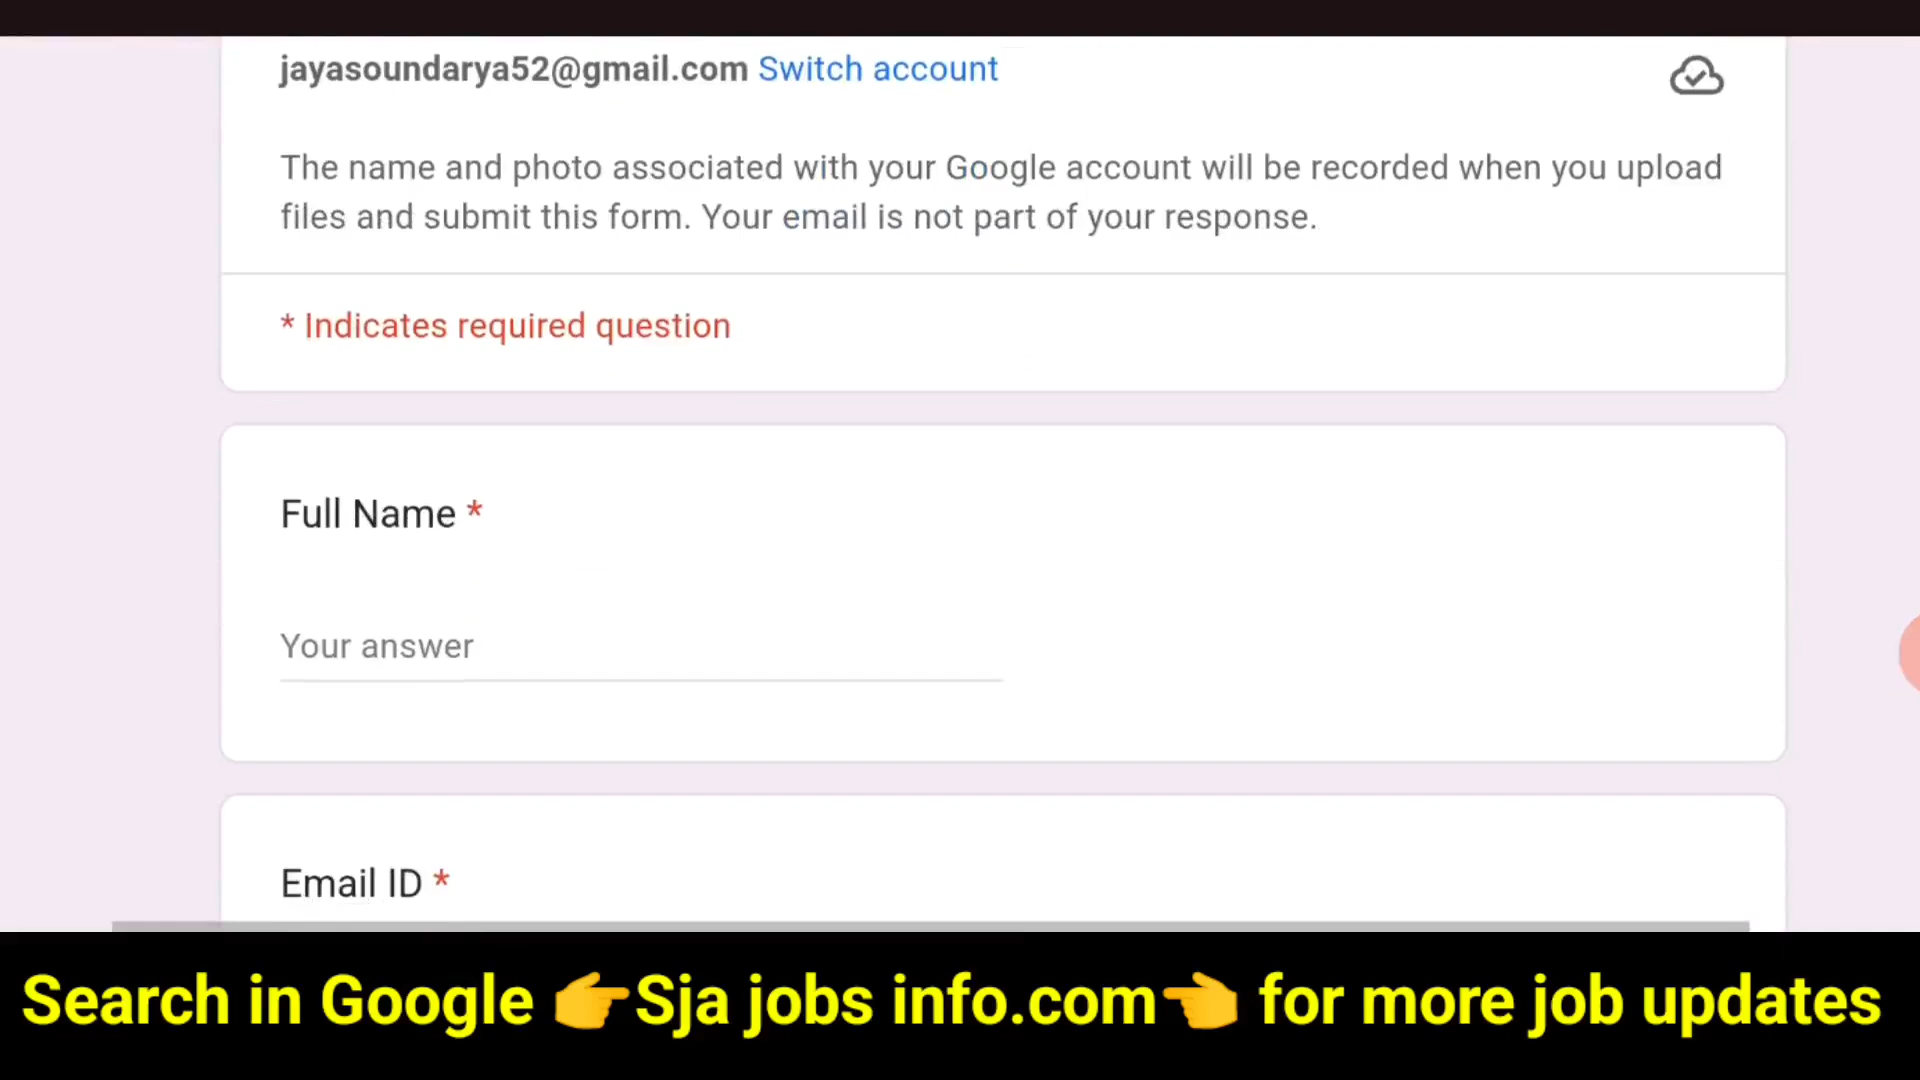 jayasoundarya52@gmail.com Switch account
The name and photo associated with your Google account will be recorded when you upload
files and submit this form. Your email is not part of your response.
* Indicates required question
Full Name *
Your answer
Email ID *
Search in Google 👉Sja jobs info.com👈 for more job updates